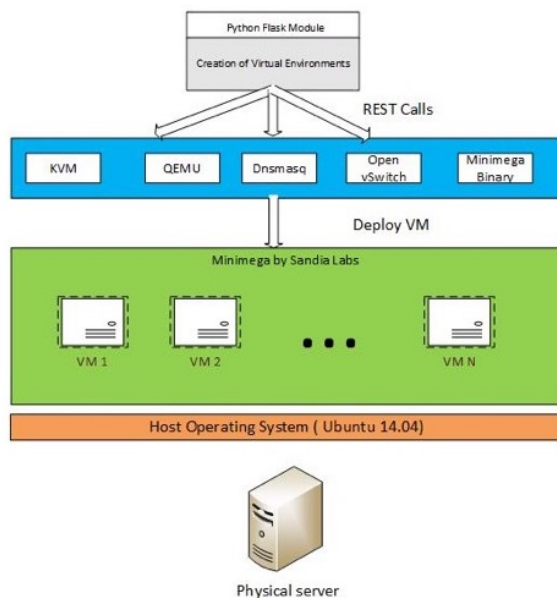 Python Flask Module
Creation of Virtual Environments
REST Calls
KVM
QEMU
Dnsmasq
Open
vSwitch
Minimega
Binary
Deploy VM
Minimega by Sandia Labs
VM 1
VM 2
VM N
Host Operating System ( Ubuntu 14.04)
Physical server